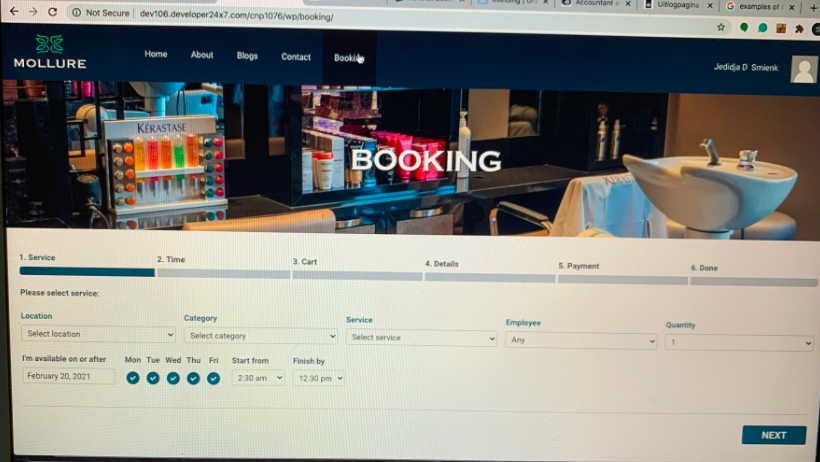 Accountant
Uitlogpagina
examples of
Not Secure | dev106.developer24x7.com/cnp1076/wp/booking/
MOLLURE
Home
About
Blogs
Contact
Booking
Jedidja D Smienk
KÉRASTASE
BOOKING
1. Service
2. Time
3. Cart
4. Details
5. Payment
6. Done
Please select service:
Location
Category
Service
Employee
Quantity
Select location
Select category
Select service
Any
1
I'm available on or after
Mon Tue Wed Thu Fri
Start from
Finish by
February 20, 2021
2:30 am
12:30 pm
NEXT